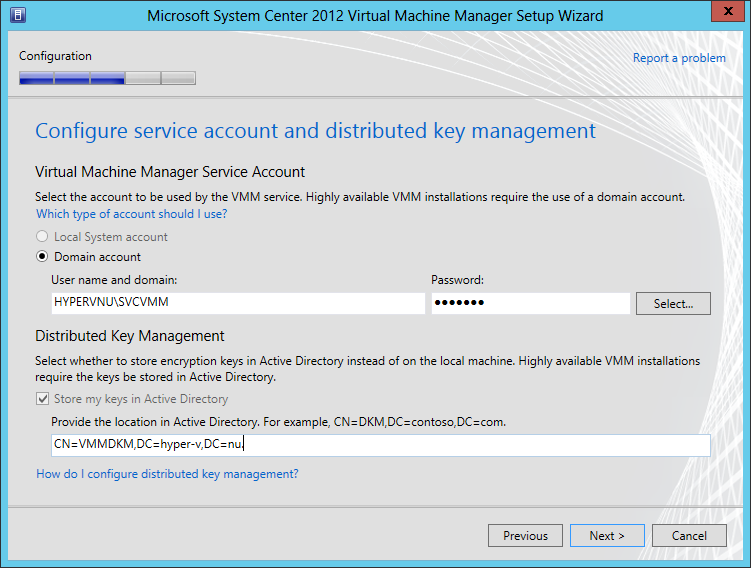 Microsoft System Center 2012 Virtual Machine Manager Setup Wizard
x
Configuration
Report a problem
Configure service account and distributed key management
Virtual Machine Manager Service Account
Select the account to be used by the VMM service. Highly available VMM installations require the use of a domain account.
Which type of account should I use?
Local System account
Domain account
User name and domain:
Password:
HYPERVNU\SVCVMM
●●●●●●●
Select...
Distributed Key Management
Select whether to store encryption keys in Active Directory instead of on the local machine. Highly available VMM installations
require the keys be stored in Active Directory.
Store my keys in Active Directory
Provide the location in Active Directory. For example, CN=DKM,DC=contoso,DC=com.
CN=VMMDKM,DC=hyper-v,DC=nu
How do I configure distributed key management?
Previous
Next >
Cancel